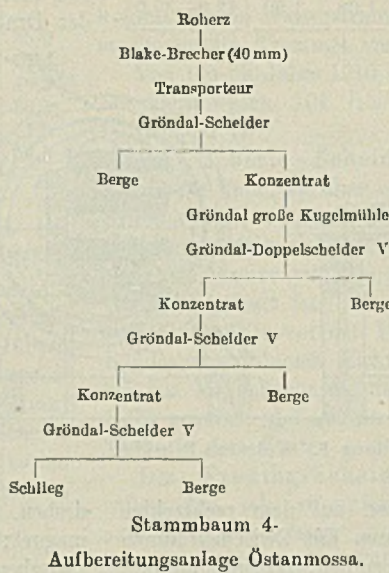 Roherz
Blake-Brecher (40 mm)
Transporteur
Gröndal-Scheider
Berge Konzentrat
Gröndal große Kugelmühle
Gröndal-Doppelscheider V
Konzentrat Berge
Gröndal-Scheider V
Konzentrat Berge
Gröndal-Scheider V
Schlieg Berge
Stammbaum 4.
Aufbereitungsanlage Östanmossa.